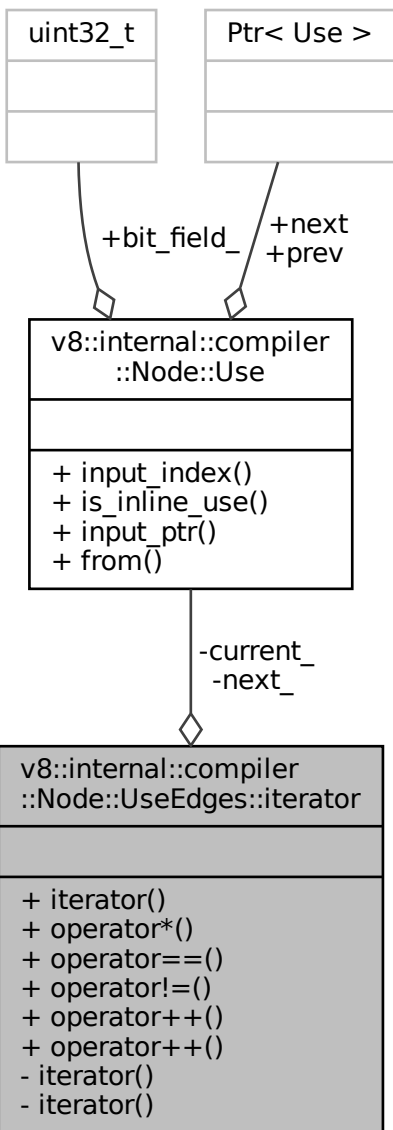 uint32_t
Ptr< Use >
+bit_field_
+next
+prev
v8::internal::compiler
::Node::Use
+ input_index()
+ is_inline_use()
+ input_ptr()
+ from()
-current_
-next_
v8::internal::compiler
::Node::UseEdges::iterator
+ iterator()
+ operator*()
+ operator==()
+ operator!=()
+ operator++()
+ operator++()
- iterator()
- iterator()